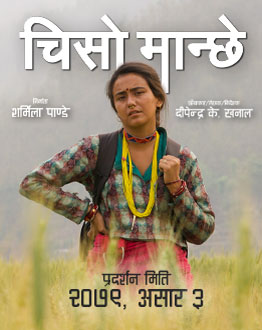 चिसो मान्छे
निर्माता
शर्मिला पाण्डे
दीपेन्द्र के. खनाल
प्रदर्शन मिति
२०७९, असार ३